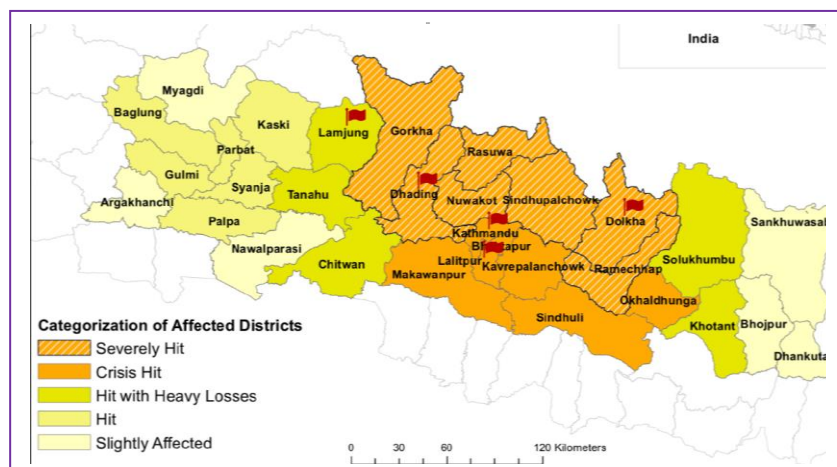 India
Myagdi
Baglung
Kaski
Parbat
Lamjung
Gorkha
Rasuwa
Gulmi
Syanja
Tanahu
Dhading
Nuwakot
Sindhupalchowk
Dolkha
Sankhuwasa
Argakhanchi
Palpa
Nawalparasi
Kathmandu
Lalitpur
Kavrepalanchowk
Chitwan
Makawanpur
Ramechhap
Solukhumbu
Okhaldhunga
Sindhuli
Khotant
Bhojpur
Dhankuta
Categorization of Affected Districts
Severely Hit
Crisis Hit
Hit with Heavy Losses
Hit
Slightly Affected
0 30 60 120 Kilometers